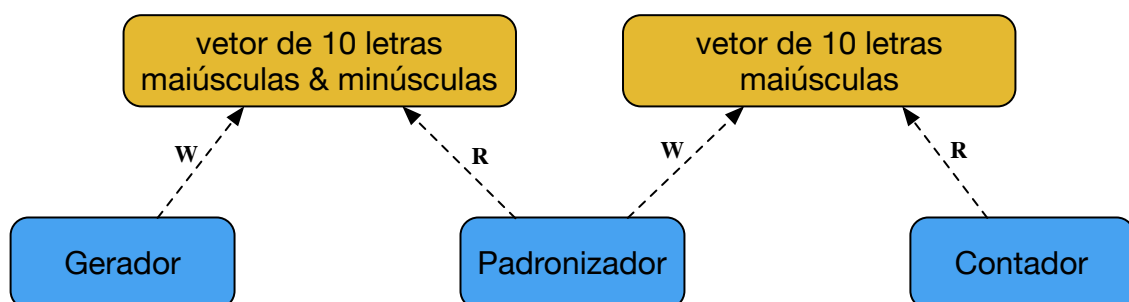 vetor de 10 letras
maiúsculas & minúsculas
vetor de 10 letras
maiúsculas
W
R
W
R
Gerador
Padronizador
Contador